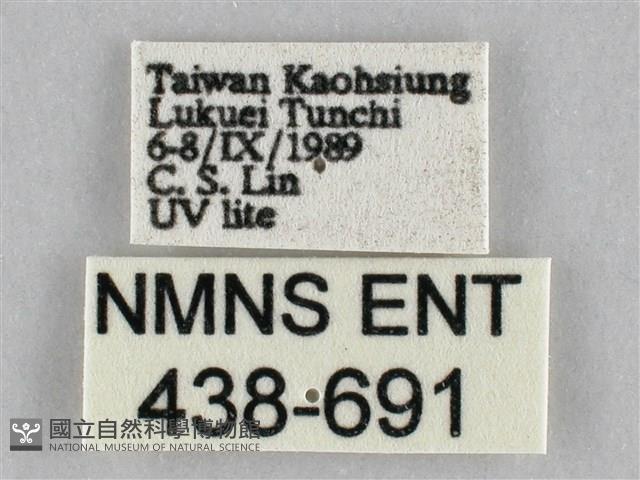 Taiwan Kaohsiung
Lukuei Tunchi
6-8/IX/1989
C. S. Lin
UV lite
NMNS ENT
438-691
國立自然科學博物館
NATIONAL MUSEUM OF NATURAL SCIENCE